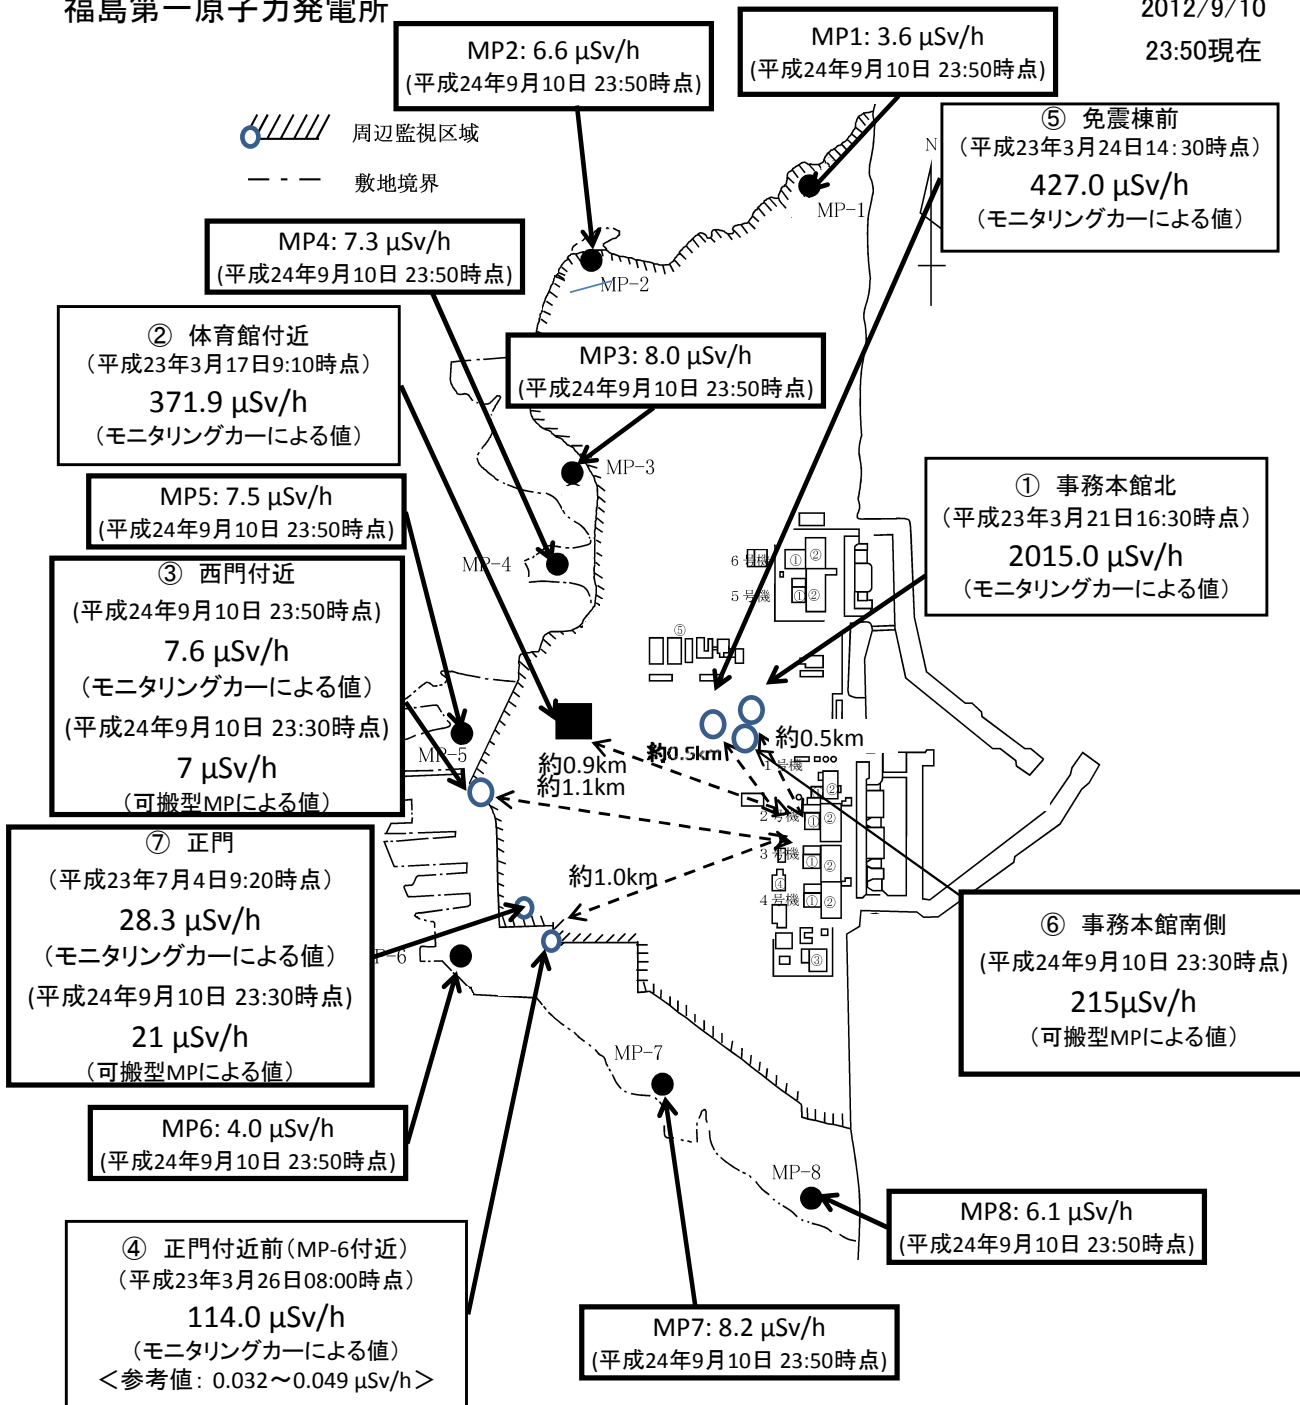 福島第一原子力発電所
2012/9/10
23:50現在
MP2: 6.6 μSv/h
(平成24年9月10日 23:50時点)
MP1: 3.6 μSv/h
(平成24年9月10日 23:50時点)
周辺監視区域
敷地境界
⑤ 免震棟前
（平成23年3月24日14:30時点）
427.0 μSv/h
（モニタリングカーによる値）
N
MP-1
MP4: 7.3 μSv/h
(平成24年9月10日 23:50時点)
MP-2
② 体育館付近
（平成23年3月17日9:10時点）
371.9 μSv/h
（モニタリングカーによる値）
MP3: 8.0 μSv/h
(平成24年9月10日 23:50時点)
MP-3
① 事務本館北
（平成23年3月21日16:30時点）
2015.0 μSv/h
（モニタリングカーによる値）
MP5: 7.5 μSv/h
(平成24年9月10日 23:50時点)
MP-4
６号機
① ②
５号機
① ②
③ 西門付近
(平成24年9月10日 23:50時点)
7.6 μSv/h
（モニタリングカーによる値）
(平成24年9月10日 23:30時点)
7 μSv/h
（可搬型MPによる値）
⑤
MP-5
約0.9km
約1.1km
約0.5km
約0.5km
１号機
②
２号機
① ②
３号機
① ②
④
４号機
① ②
③
約1.0km
⑦ 正門
（平成23年7月4日9:20時点）
28.3 μSv/h
（モニタリングカーによる値）
(平成24年9月10日 23:30時点)
21 μSv/h
（可搬型MPによる値）
P-6
⑥ 事務本館南側
(平成24年9月10日 23:30時点)
215μSv/h
（可搬型MPによる値）
MP-7
MP6: 4.0 μSv/h
(平成24年9月10日 23:50時点)
MP-8
MP8: 6.1 μSv/h
(平成24年9月10日 23:50時点)
④ 正門付近前（MP-6付近）
（平成23年3月26日08:00時点）
114.0 μSv/h
（モニタリングカーによる値）
＜参考値： 0.032～0.049 μSv/h＞
MP7: 8.2 μSv/h
(平成24年9月10日 23:50時点)